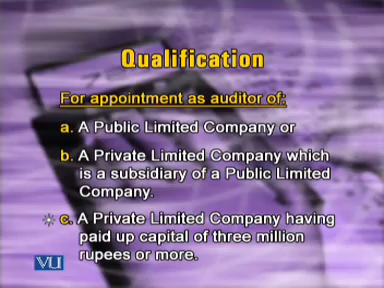 Qualification
For appointment as auditor of:
a. A Public Limited Company or
b. A Private Limited Company which
is a subsidiary of a Public Limited
Company.
c. A Private Limited Company having
paid up capital of three million
rupees or more.
VU